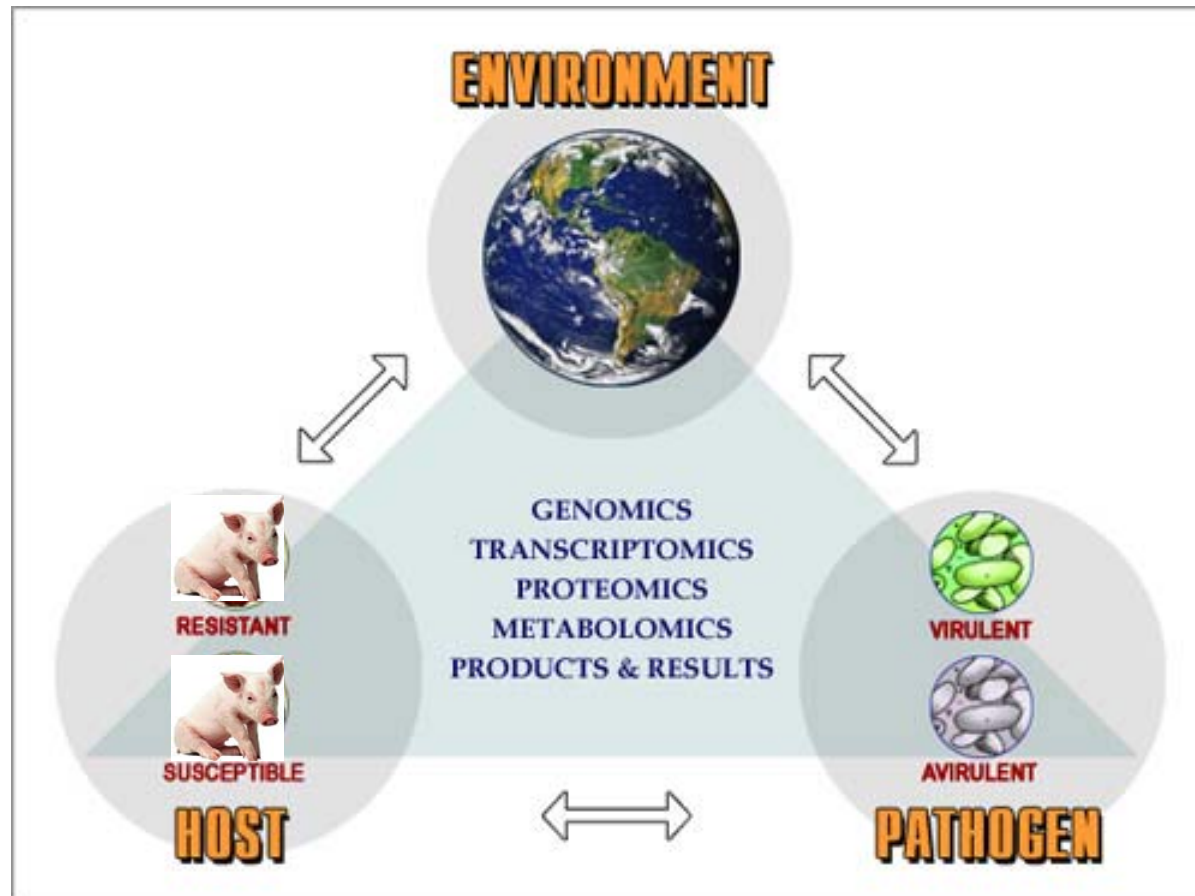 ENVIRONMENT
GENOMICS
TRANSCRIPTOMICS
PROTEOMICS
METABOLOMICS
PRODUCTS & RESULTS
RESISTANT
SUSCEPTIBLE
HOST
VIRULENT
AVIRULENT
PATHOGEN